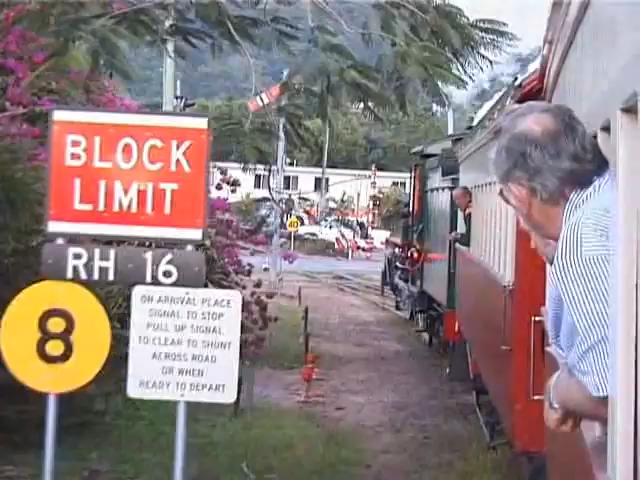 BLOCK
LIMIT
RH 16
8
ON ARRIVAL PLACE
SIGNAL TO STOP
PULL UP SIGNAL
TO CLEAR TO SHUNT
ACROSS ROAD
OR WHEN
READY TO DEPART
40